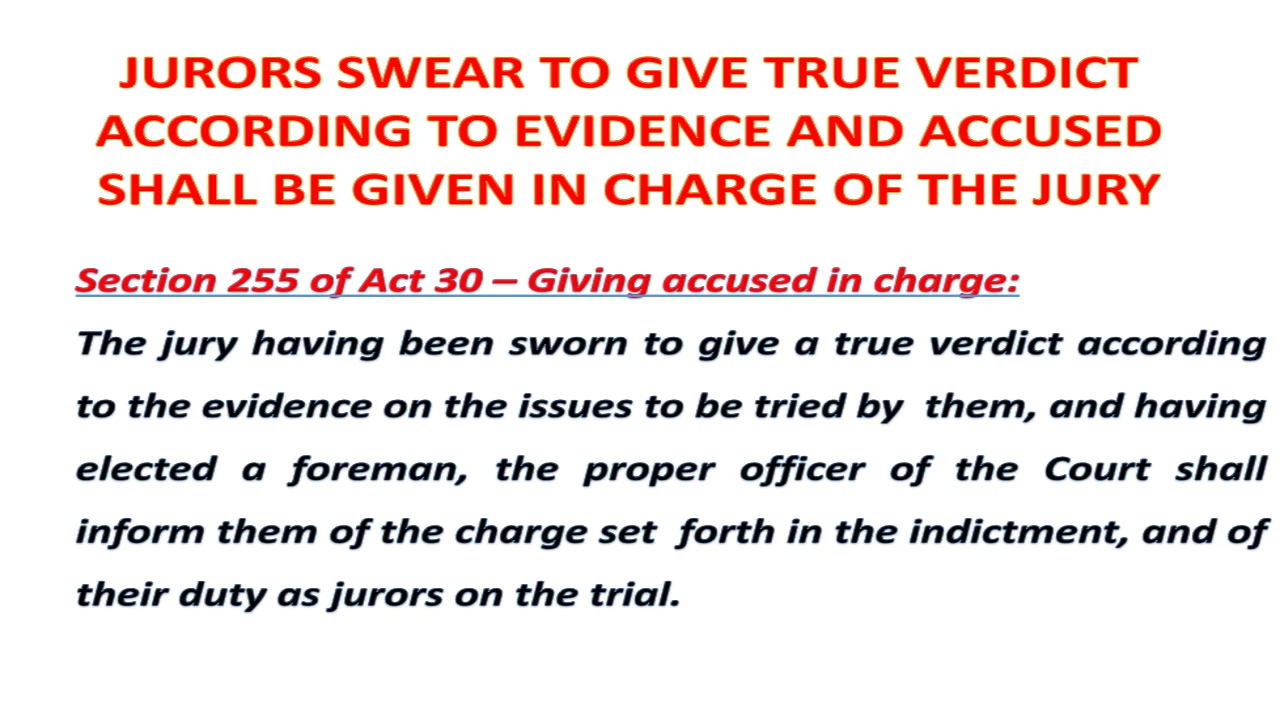 JURORS SWEAR TO GIVE TRUE VERDICT
ACCORDING TO EVIDENCE AND ACCUSED
SHALL BE GIVEN IN CHARGE OF THE JURY
Section 255 of Act 30 – Giving accused in charge:
The jury having been sworn to give a true verdict according
to the evidence on the issues to be tried by them, and having
elected a foreman, the proper officer of the Court shall
inform them of the charge set forth in the indictment, and of
their duty as jurors on the trial.